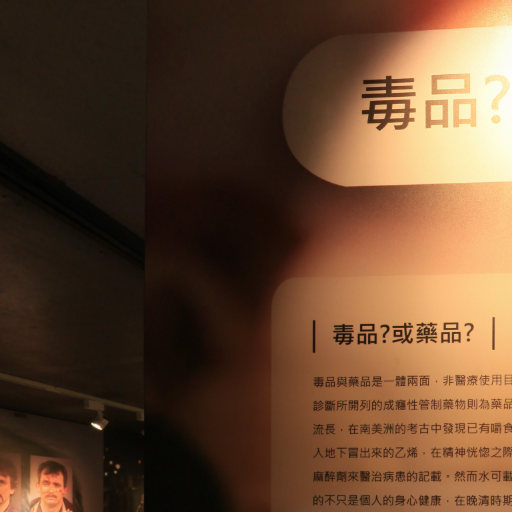 毒品?
毒品?或藥品?
毒品與藥品是一體兩面，非醫療使用目
診斷所開列的成癮性管制藥物則為藥品
流長，在南美洲的考古中發現已有嚼食
入地下冒出來的乙烯，在精神恍惚之際
麻醉劑來醫治病患的記載。然而水可載
的不只是個人的身心健康，在晚清時期